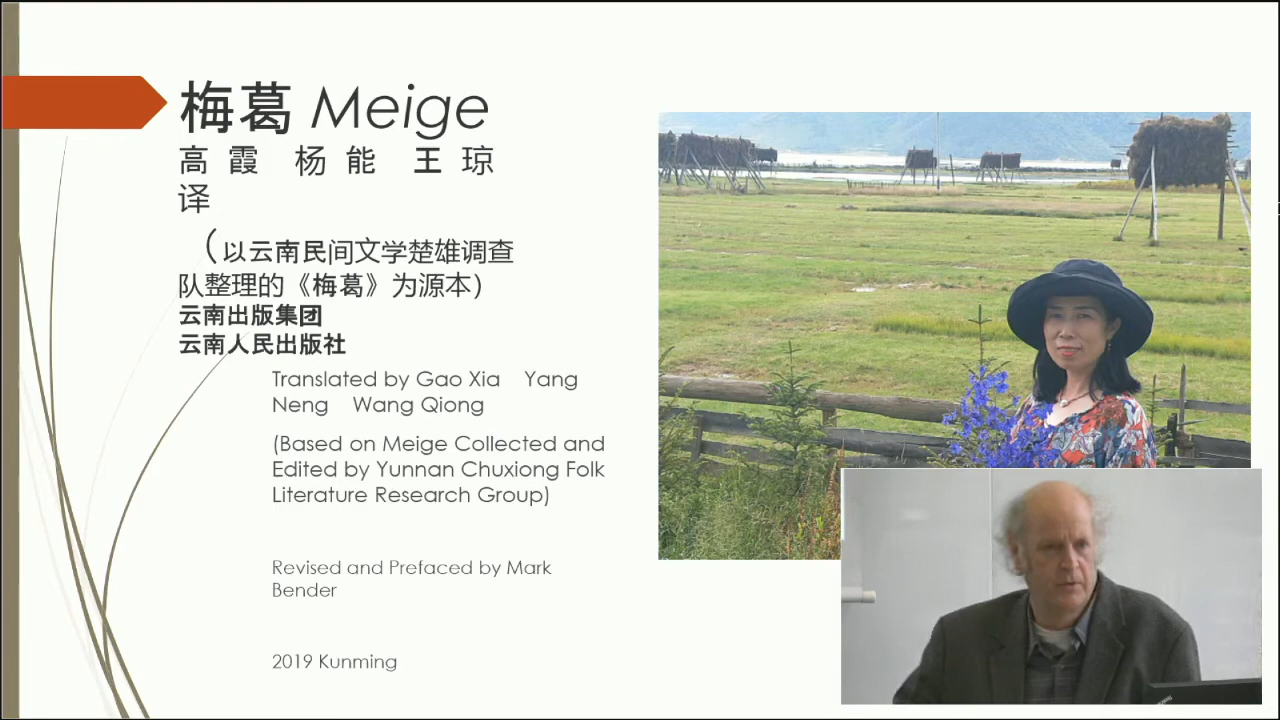 梅葛 Meige
高 霞 杨 能 王 琼
译
（以云南民间文学楚雄调查
队整理的《梅葛》为源本)
云南出版集团
云南人民出版社
Translated by Gao Xia Yang
Neng Wang Qiong
(Based on Meige Collected and
Edited by Yunnan Chuxiong Folk
Literature Research Group)
Revised and Prefaced by Mark
Bender
2019 Kunming